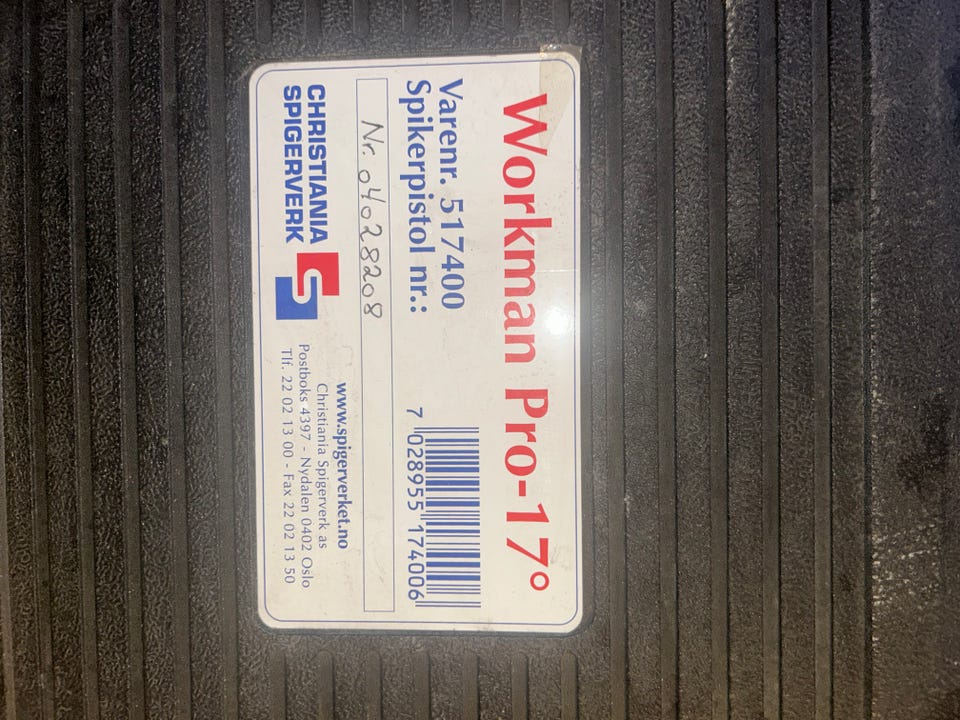 Workman Pro-17°
Varenr. 517400
Spikerpistol nr.:
7 028955 174006
Nr. 04028208
CHRISTIANIA
SPIGERVERK
www.spigerverket.no
Christiania Spigerverk as
Postboks 4397 - Nydalen 0402 Oslo
Tlf. 22 02 13 00 - Fax 22 02 13 50